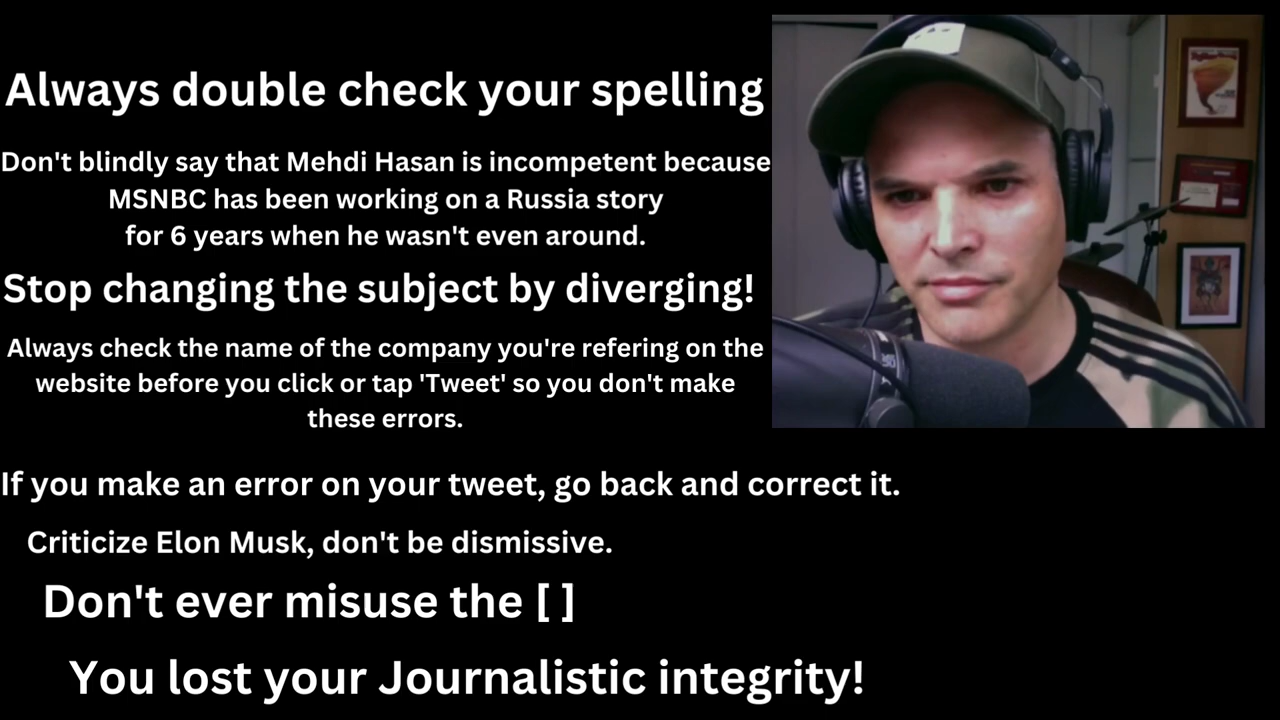 Always double check your spelling
Don't blindly say that Mehdi Hasan is incompetent because
MSNBC has been working on a Russia story
for 6 years when he wasn't even around.
Stop changing the subject by diverging!
Always check the name of the company you're refering on the
website before you click or tap 'Tweet' so you don't make
these errors.
If you make an error on your tweet, go back and correct it.
Criticize Elon Musk, don't be dismissive.
Don't ever misuse the [ ]
You lost your Journalistic integrity!